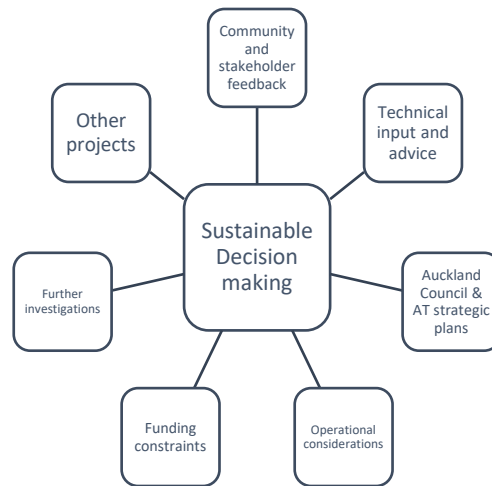 Community
and
stakeholder
feedback
Technical
input and
advice
Auckland
Council &
AT strategic
plans
Operational
considerations
Funding
constraints
Further
investigations
Other
projects
Sustainable
Decision
making